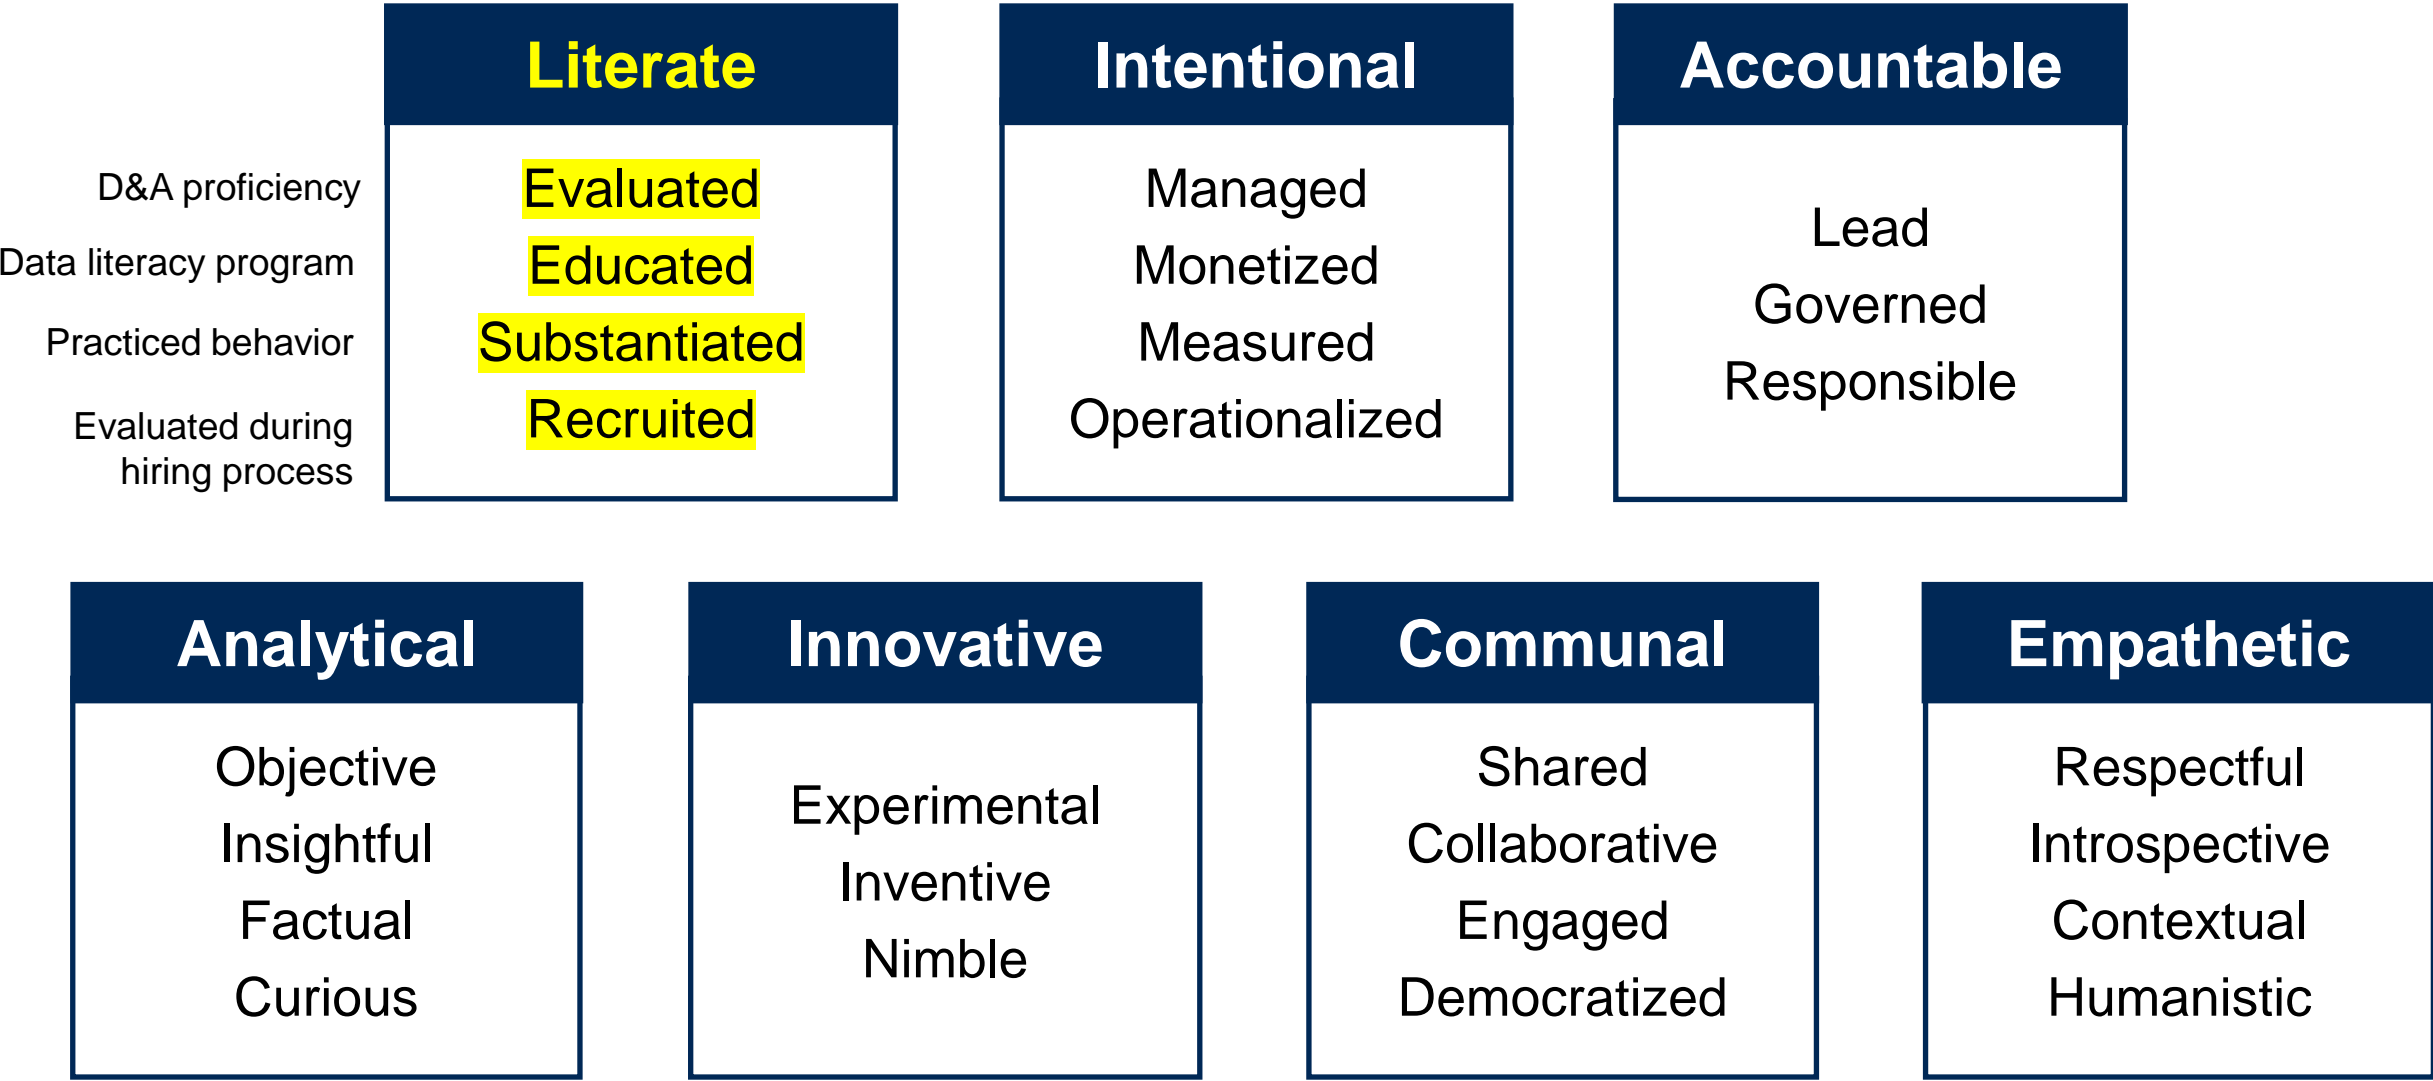 Literate
D&A proficiency
Evaluated
Data literacy program
Educated
Practiced behavior
Substantiated
Evaluated during
hiring process
Recruited
Intentional
Managed
Monetized
Measured
Operationalized
Accountable
Lead
Governed
Responsible
Analytical
Objective
Insightful
Factual
Curious
Innovative
Experimental
Inventive
Nimble
Communal
Shared
Collaborative
Engaged
Democratized
Empathetic
Respectful
Introspective
Contextual
Humanistic